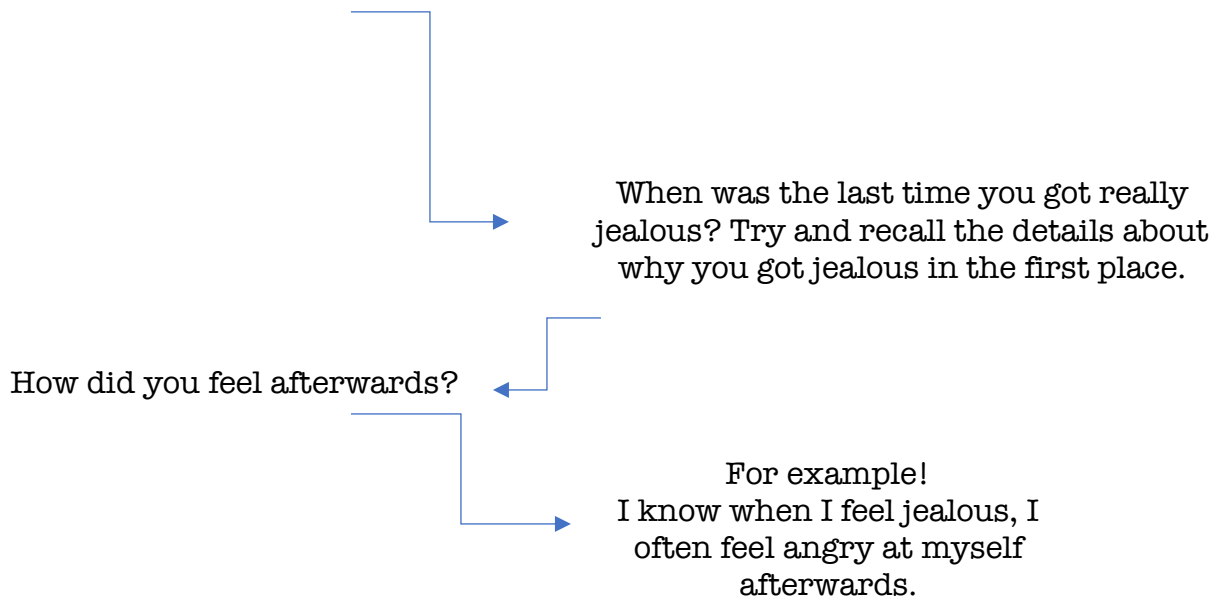 When was the last time you got really
jealous? Try and recall the details about
why you got jealous in the first place.
How did you feel afterwards?
For example!
I know when I feel jealous, I
often feel angry at myself
afterwards.